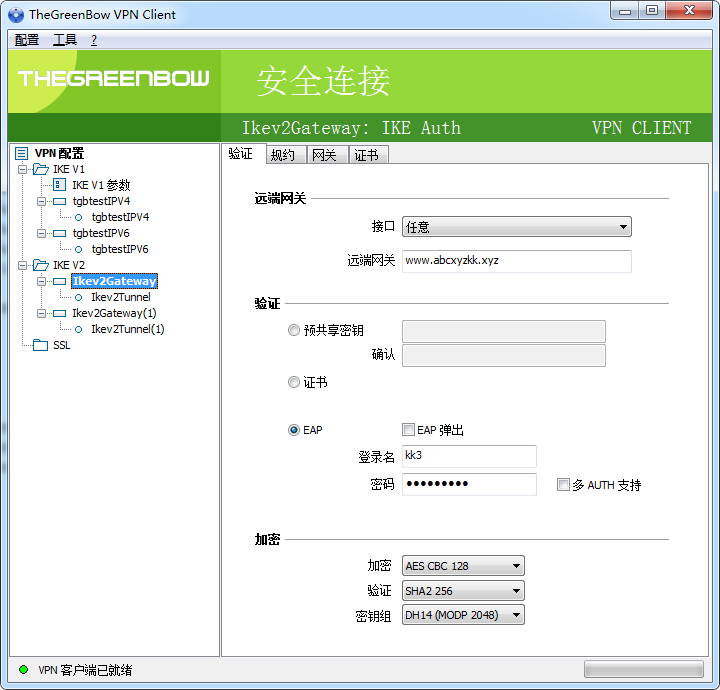 TheGreenBow VPN Client
配置 工具 ?
THEGREENBOW
安全连接
Ikev2Gateway: IKE Auth VPN CLIENT
VPN 配置
IKE V1
IKE V1 参数
tgbtestIPV4
tgbtestIPV4
tgbtestIPV6
tgbtestIPV6
IKE V2
Ikev2Gateway
Ikev2Tunnel
Ikev2Gateway(1)
Ikev2Tunnel(1)
SSL
验证 规约 网关 证书
远端网关
接口 任意
远端网关 www.abcxyzkk.xyz
验证
预共享密钥
确认
证书
EAP EAP 弹出
登录名 kk3
密码 ●●●●●●●●● 多 AUTH 支持
加密
加密 AES CBC 128
验证 SHA2 256
密钥组 DH14 (MODP 2048)
VPN 客户端已就绪